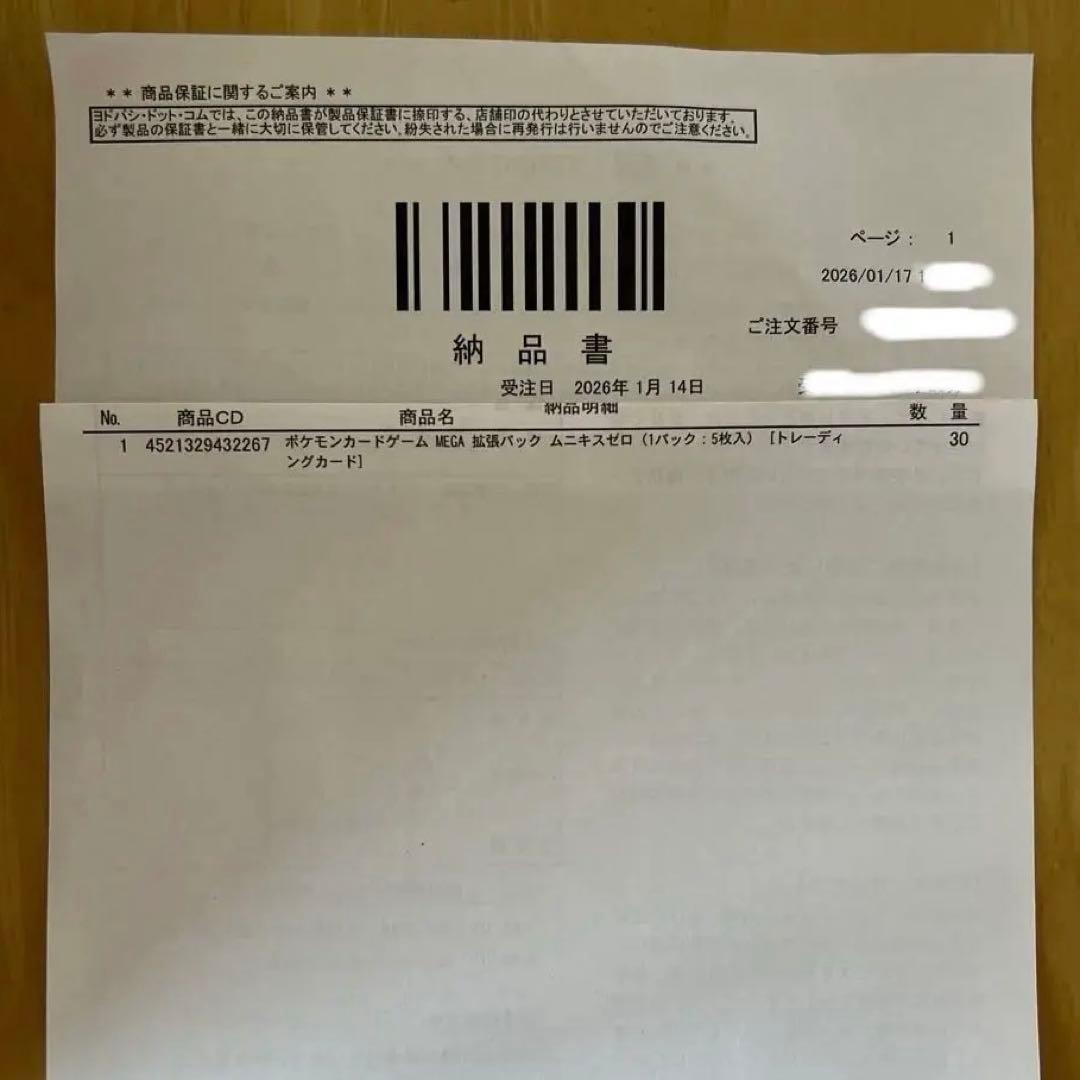 ** 商品保証に関するご案内 **
ヨドバシ・ドット・コムでは、この納品書が製品保証書に捺印する、店舗印の代わりとさせていただいております。
必ず製品の保証書と一緒に大切に保管してください。紛失された場合に再発行は行いませんのでご注意ください。
ページ： 1
2026/01/17
ご注文番号
納品書
受注日 2026年 1月 14日
納品明細
No. 商品CD 商品名 数 量
1 4521329432267 ポケモンカードゲーム MEGA 拡張パック ムニキスゼロ (1パック：5枚入) [トレーディ 30
ングカード]